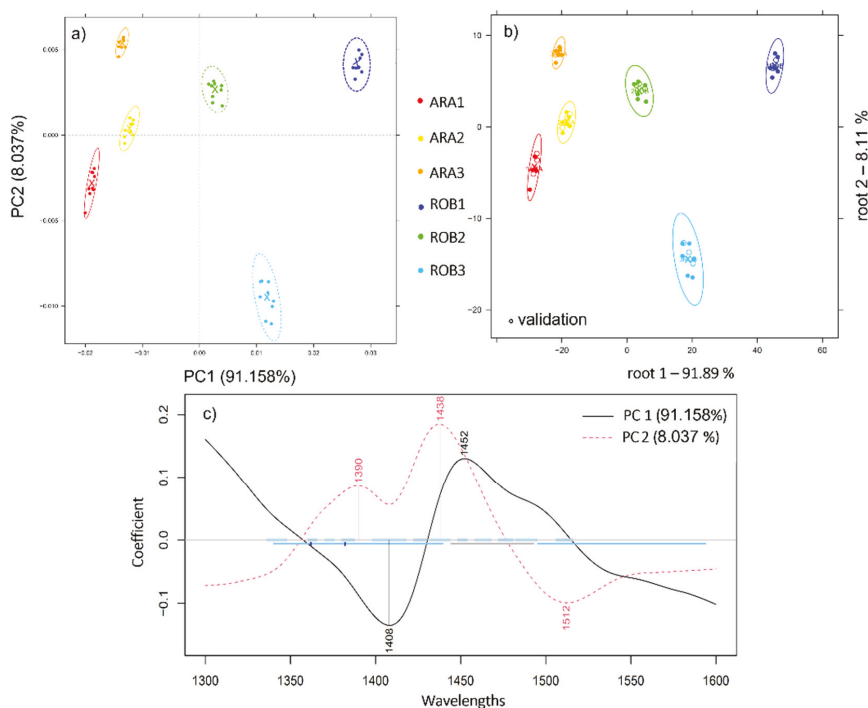 a)
0.005
0.000
-0.005
-0.010
PC2 (8.037%)
-0.02
-0.01
0.00
0.01
0.02
0.03
PC1 (91.158%)
ARA1
ARA2
ARA3
ROB1
ROB2
ROB3
b)
10
0
-10
-20
validation
-20
0
20
40
60
root 1 – 91.89 %
root 2 – 8.11 %
c)
PC 1 (91.158%)
PC2 (8.037 %)
1390
1438
1452
1408
1512
0.2
0.1
0.0
-0.1
Coefficient
1300
1350
1400
1450
1500
1550
1600
Wavelengths